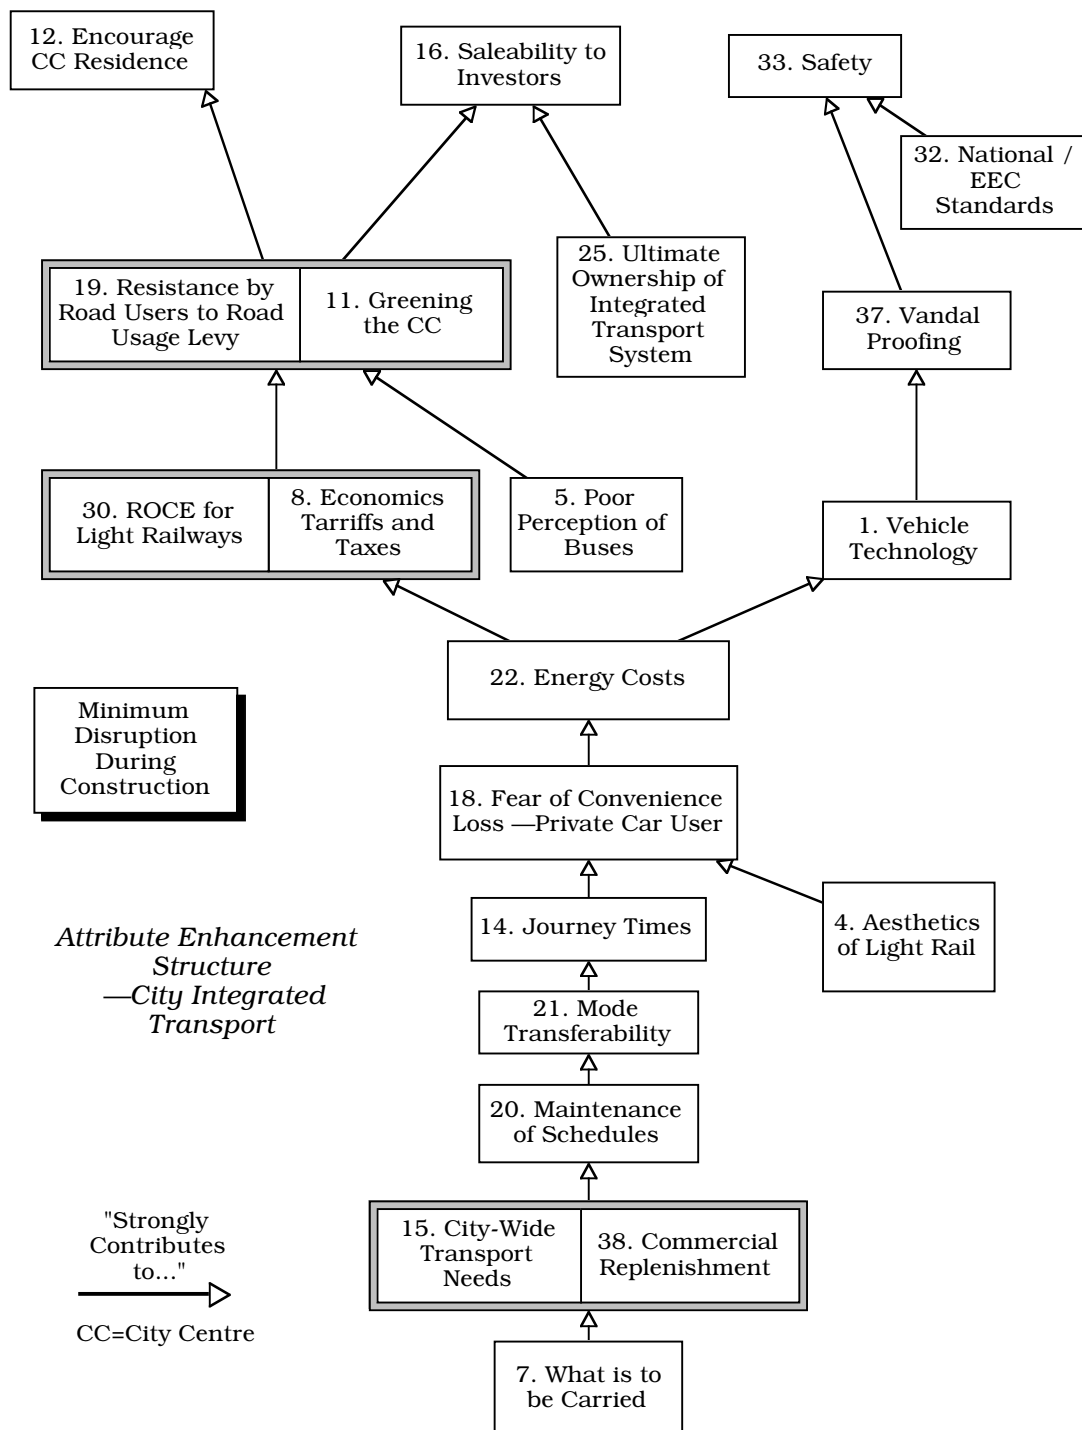 12. Encourage
CC Residence
16. Saleability to
Investors
33. Safety
32. National /
EEC
Standards
25. Ultimate
Ownership of
Integrated
Transport
System
19. Resistance by
Road Users to Road
Usage Levy
11. Greening
the CC
37. Vandal
Proofing
30. ROCE for
Light Railways
8. Economics
Tarriffs and
Taxes
5. Poor
Perception of
Buses
1. Vehicle
Technology
22. Energy Costs
Minimum
Disruption
During
Construction
18. Fear of Convenience
Loss —Private Car User
14. Journey Times
4. Aesthetics
of Light Rail
Attribute Enhancement
Structure
—City Integrated
Transport
21. Mode
Transferability
20. Maintenance
of Schedules
15. City-Wide
Transport
Needs
38. Commercial
Replenishment
"Strongly
Contributes
to..."
CC=City Centre
7. What is to
be Carried